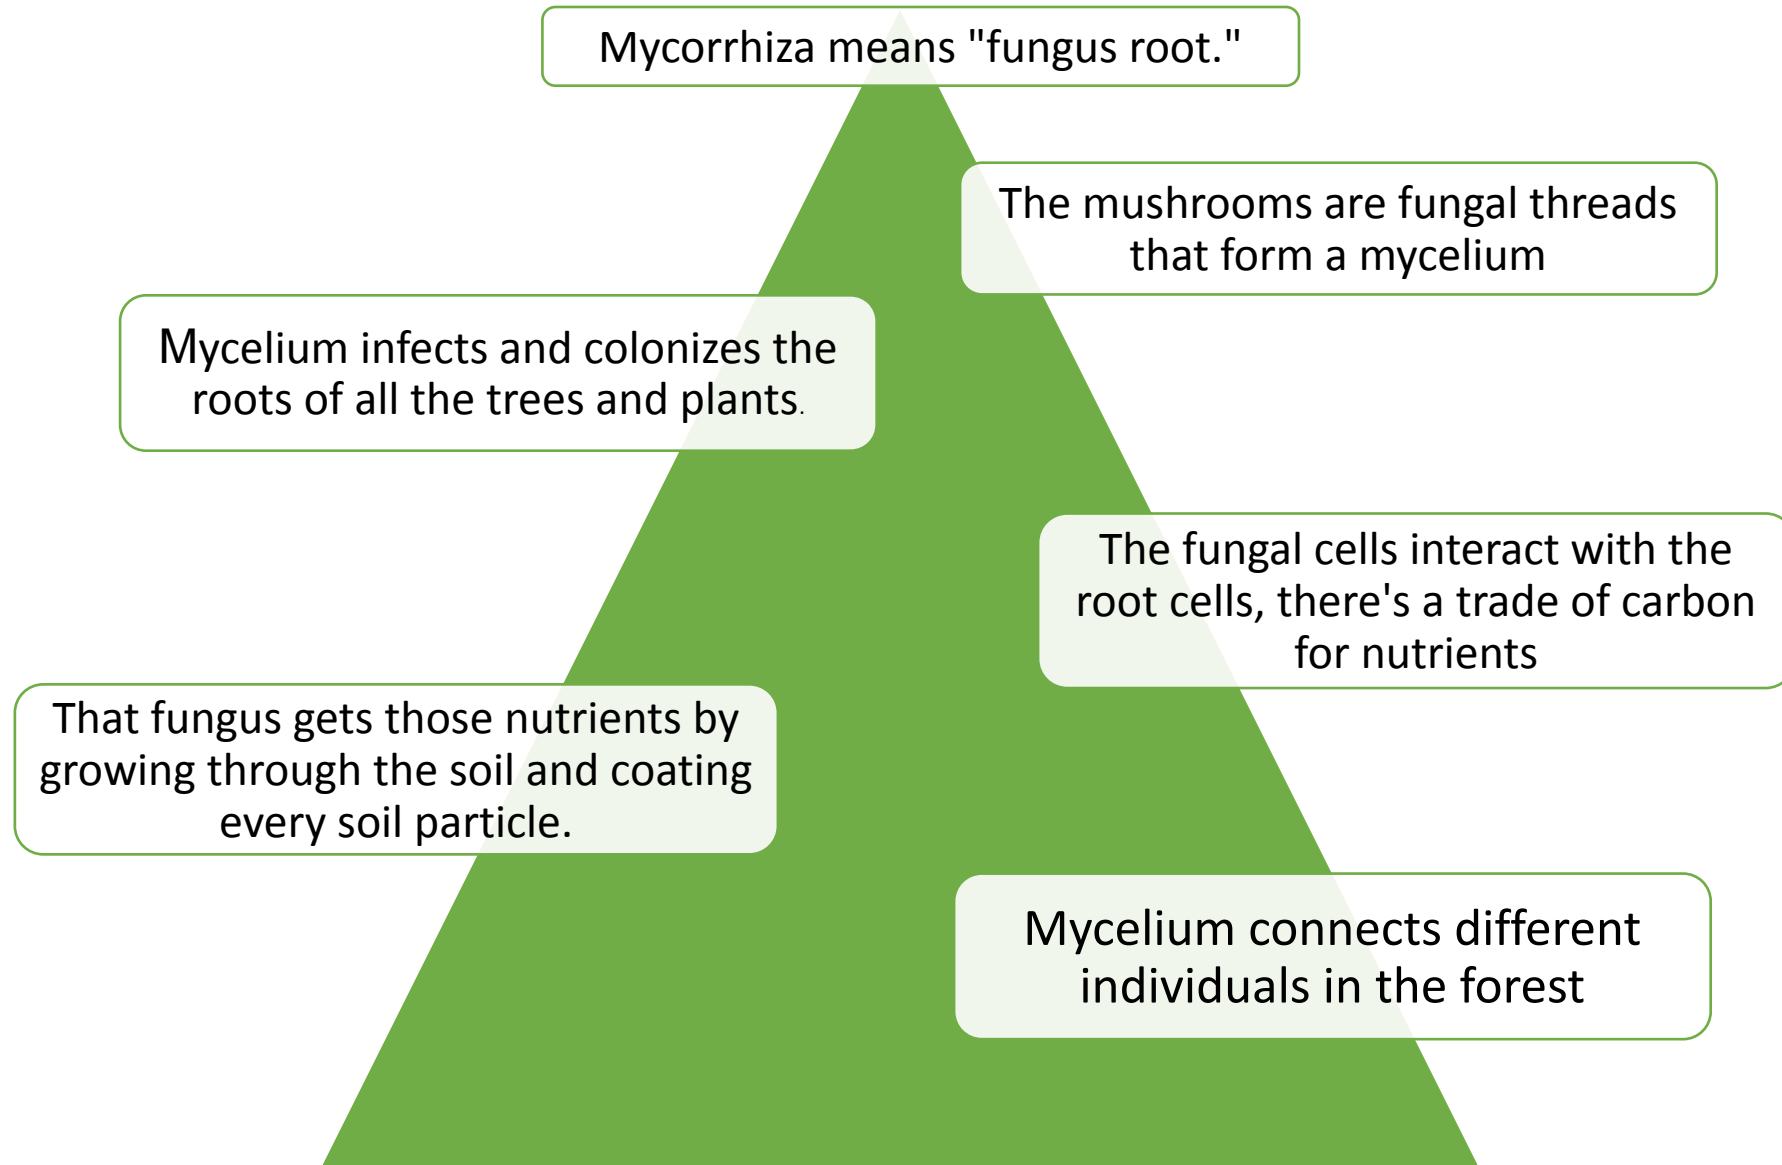 Mycorrhiza means "fungus root."
The mushrooms are fungal threads
that form a mycelium
Mycelium infects and colonizes the
roots of all the trees and plants.
The fungal cells interact with the
root cells, there's a trade of carbon
for nutrients
That fungus gets those nutrients by
growing through the soil and coating
every soil particle.
Mycelium connects different
individuals in the forest